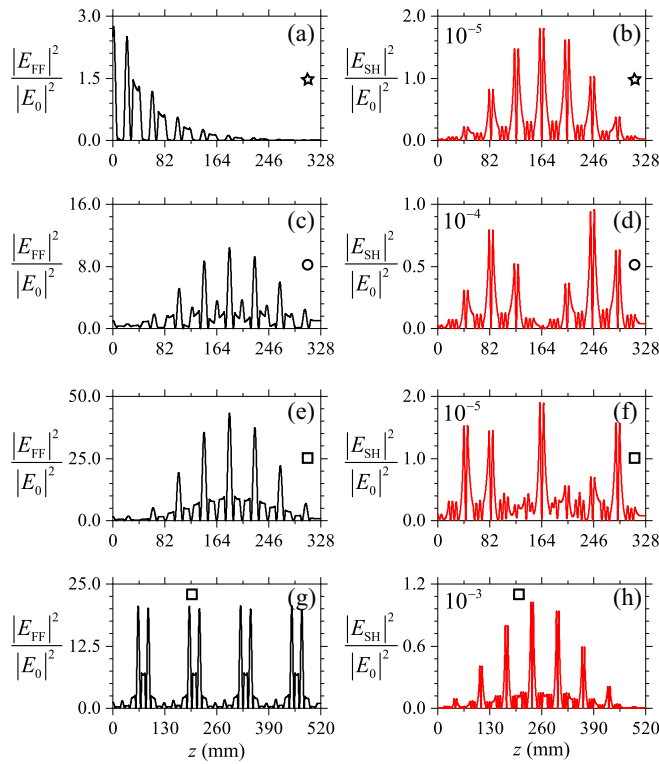 (a)
|E_FF|^2 / |E_0|^2
3.0
1.5
0.0
0 82 164 246 328
(b)
10^−5
|E_SH|^2 / |E_0|^2
2.0
1.0
0.0
0 82 164 246 328
(c)
|E_FF|^2 / |E_0|^2
16.0
8.0
0.0
0 82 164 246 328
(d)
10^−4
|E_SH|^2 / |E_0|^2
1.0
0.5
0.0
0 82 164 246 328
(e)
|E_FF|^2 / |E_0|^2
50.0
25.0
0.0
0 82 164 246 328
(f)
10^−5
|E_SH|^2 / |E_0|^2
2.0
1.0
0.0
0 82 164 246 328
(g)
|E_FF|^2 / |E_0|^2
25.0
12.5
0.0
0 130 260 390 520
z (mm)
(h)
10^−3
|E_SH|^2 / |E_0|^2
1.2
0.6
0.0
0 130 260 390 520
z (mm)